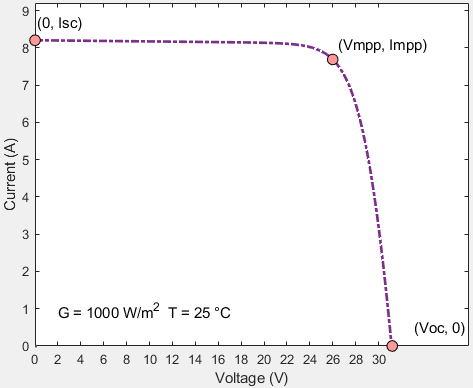 (0, Isc)
(Vmpp, Impp)
(Voc, 0)
G = 1000 W/m2 T = 25 °C
Current (A)
9
8
7
6
5
4
3
2
1
0
0 2 4 6 8 10 12 14 16 18 20 22 24 26 28 30
Voltage (V)